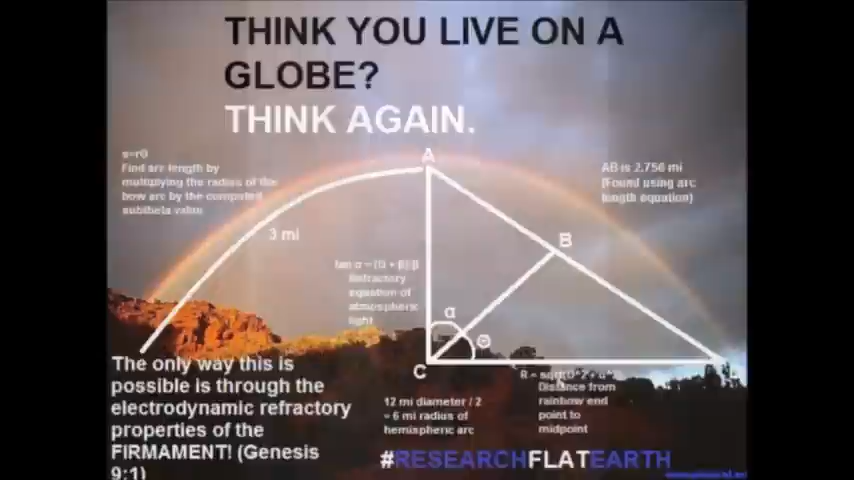 THINK YOU LIVE ON A
GLOBE?
THINK AGAIN.
A
s=rΘ
Find arc length by
multiplying the radius of the
bow arc by the computed
subtheta value
AB is 2.756 mi
(Found using arc
length equation)
3 mi
B
Refractory
equation of
atmospheric
light
α
Θ
C
The only way this is
possible is through the
electrodynamic refractory
properties of the
FIRMAMENT! (Genesis
9:1)
12 mi diameter / 2
= 6 mi radius of
hemispheric arc
Distance from
rainbow end
point to
midpoint
#RESEARCHFLATEARTH